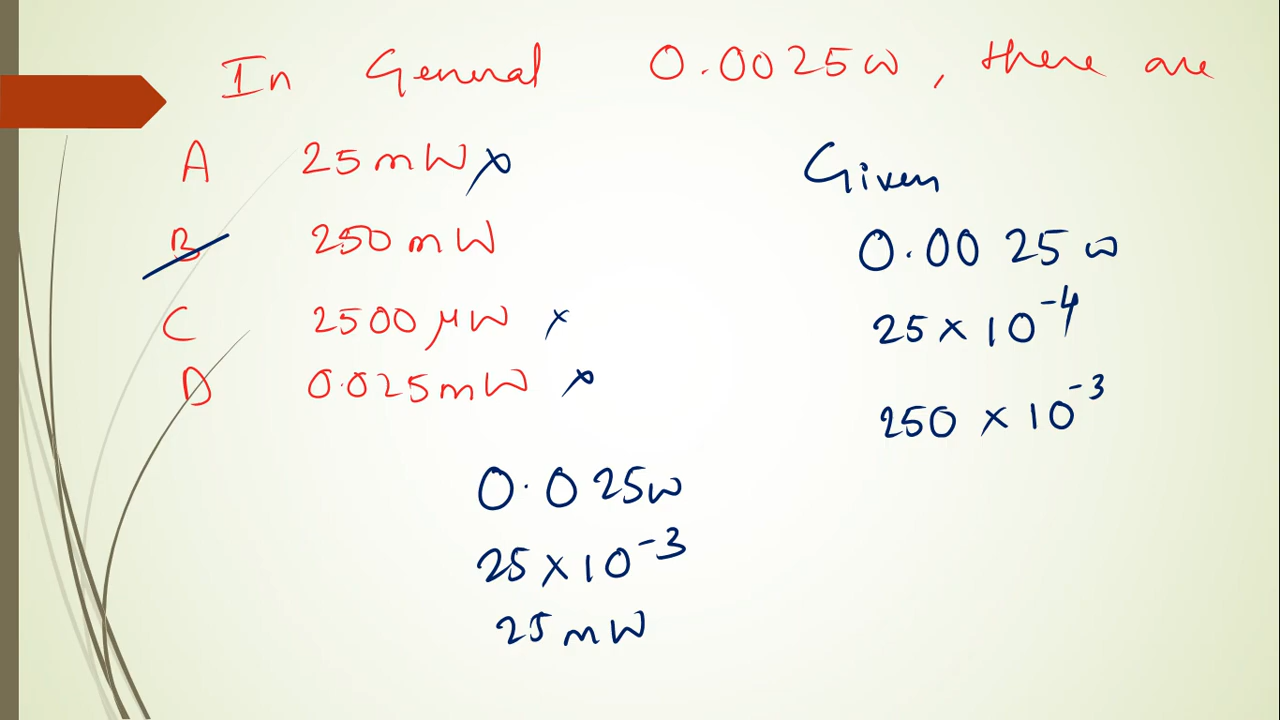 In General 0.0025w, there are
A 25mW x
B 250mW
C 2500μW x
D 0.025mW x
Given
0.0025w
25 x 10⁻⁴
250 x 10⁻³
0.025w
25 x 10⁻³
25mW